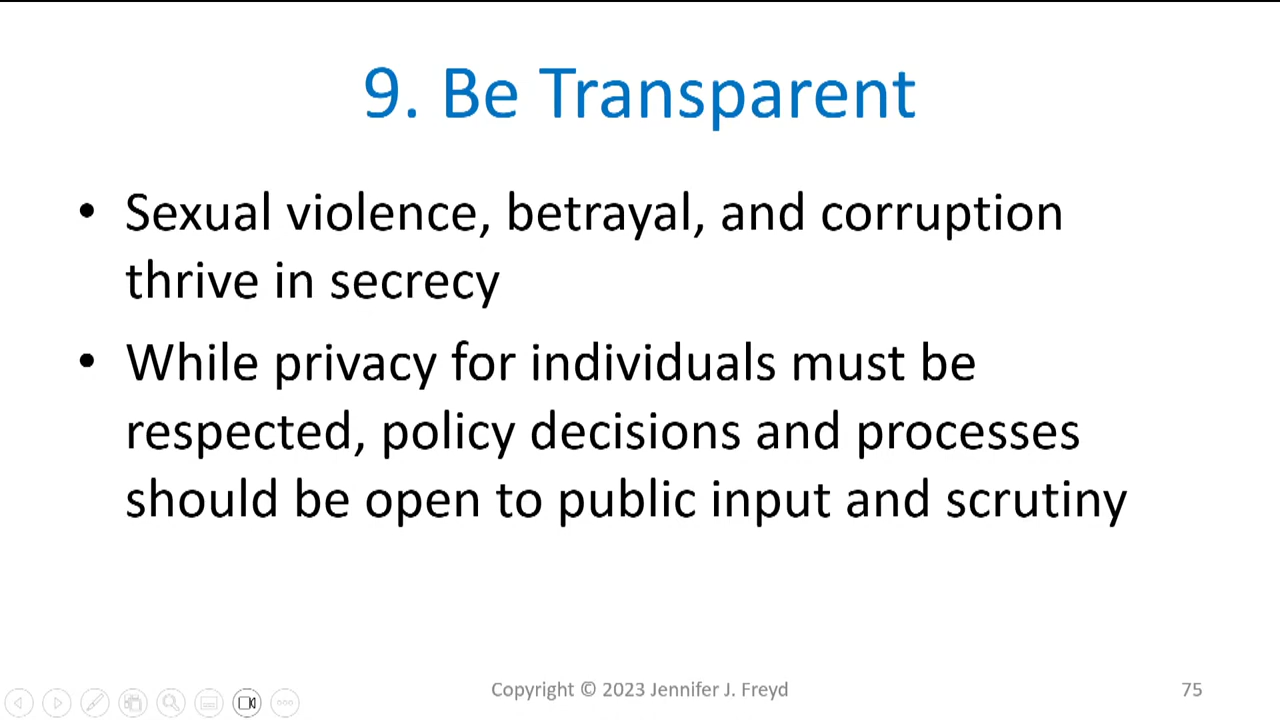 9. Be Transparent
• Sexual violence, betrayal, and corruption
thrive in secrecy
• While privacy for individuals must be
respected, policy decisions and processes
should be open to public input and scrutiny
Copyright © 2023 Jennifer J. Freyd
75